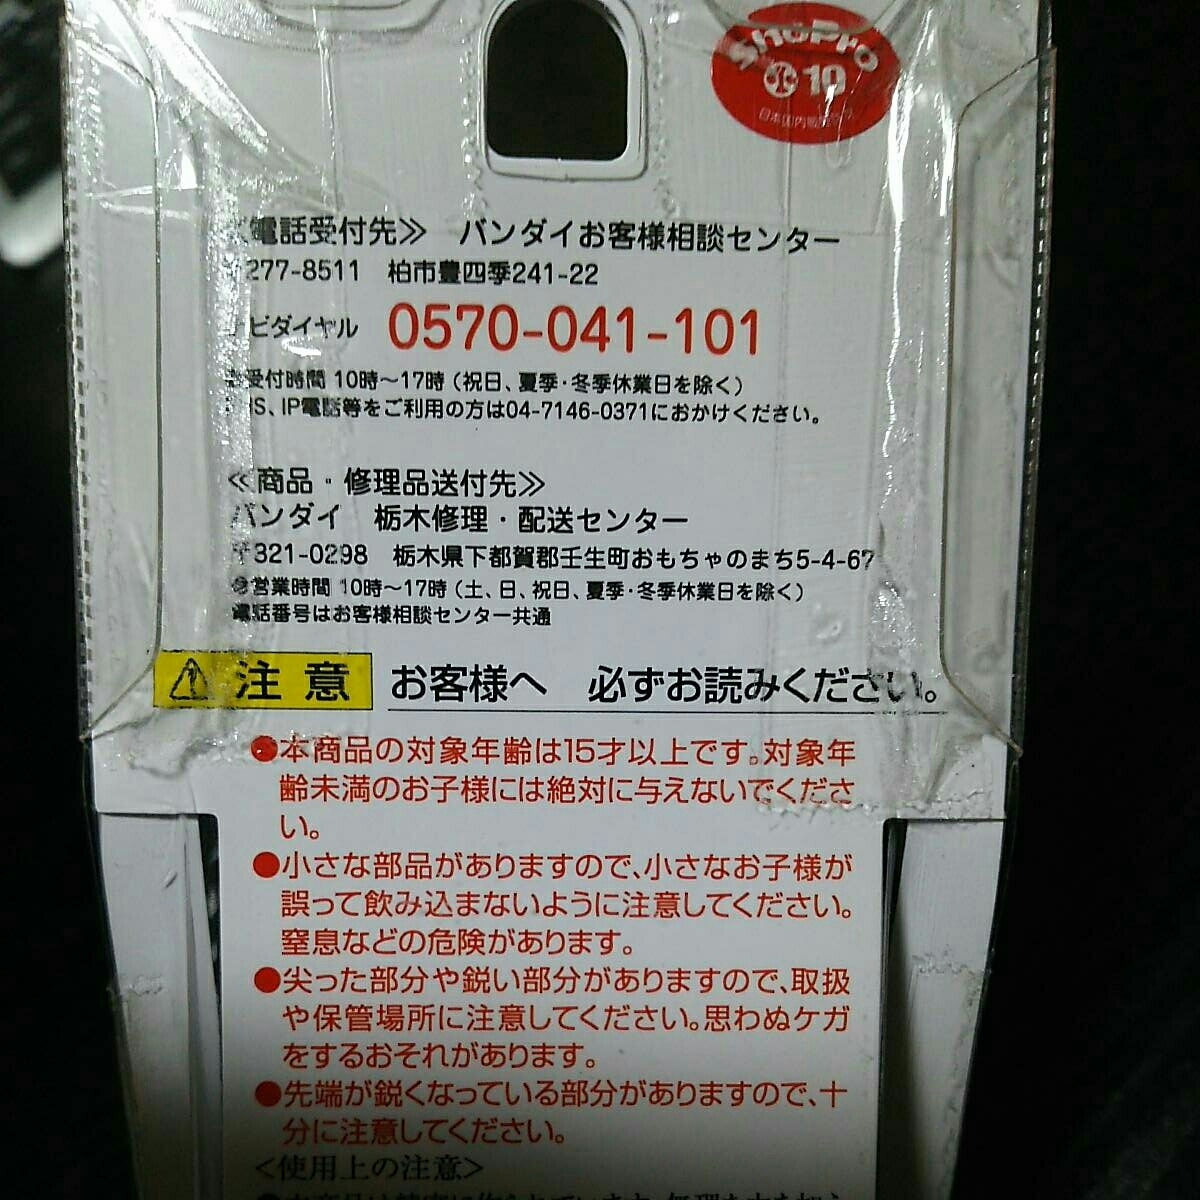 ShoPro
小 19
日本国内
電話受付先≫ バンダイお客様相談センター
〒277-8511 柏市豊四季241-22
ナビダイヤル 0570-041-101
受付時間 10時～17時(祝日、夏季・冬季休業日を除く)
PHS、IP電話等をご利用の方は04-7146-0371におかけください。
≪商品・修理品送付先≫
バンダイ 栃木修理・配送センター
〒321-0298 栃木県下都賀郡壬生町おもちゃのまち5-4-67
●営業時間 10時～17時(土、日、祝日、夏季・冬季休業日を除く)
電話番号はお客様相談センター共通
⚠ 注意 お客様へ 必ずお読みください。
●本商品の対象年齢は15才以上です。対象年
齢未満のお子様には絶対に与えないでくださ
い。
●小さな部品がありますので、小さなお子様が
誤って飲み込まないように注意してください。
窒息などの危険があります。
●尖った部分や鋭い部分がありますので、取扱
や保管場所に注意してください。思わぬケガ
をするおそれがあります。
●先端が鋭くなっている部分がありますので、十
分に注意してください。
<使用上の注意>